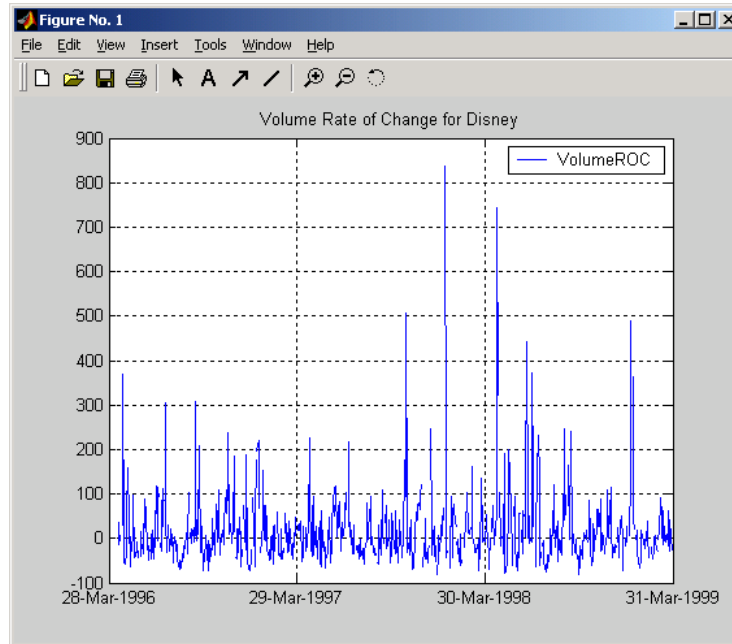 Figure No. 1
File Edit View Insert Tools Window Help
A
Volume Rate of Change for Disney
VolumeROC
900
800
700
600
500
400
300
200
100
0
-100
28-Mar-1996 29-Mar-1997 30-Mar-1998 31-Mar-1999